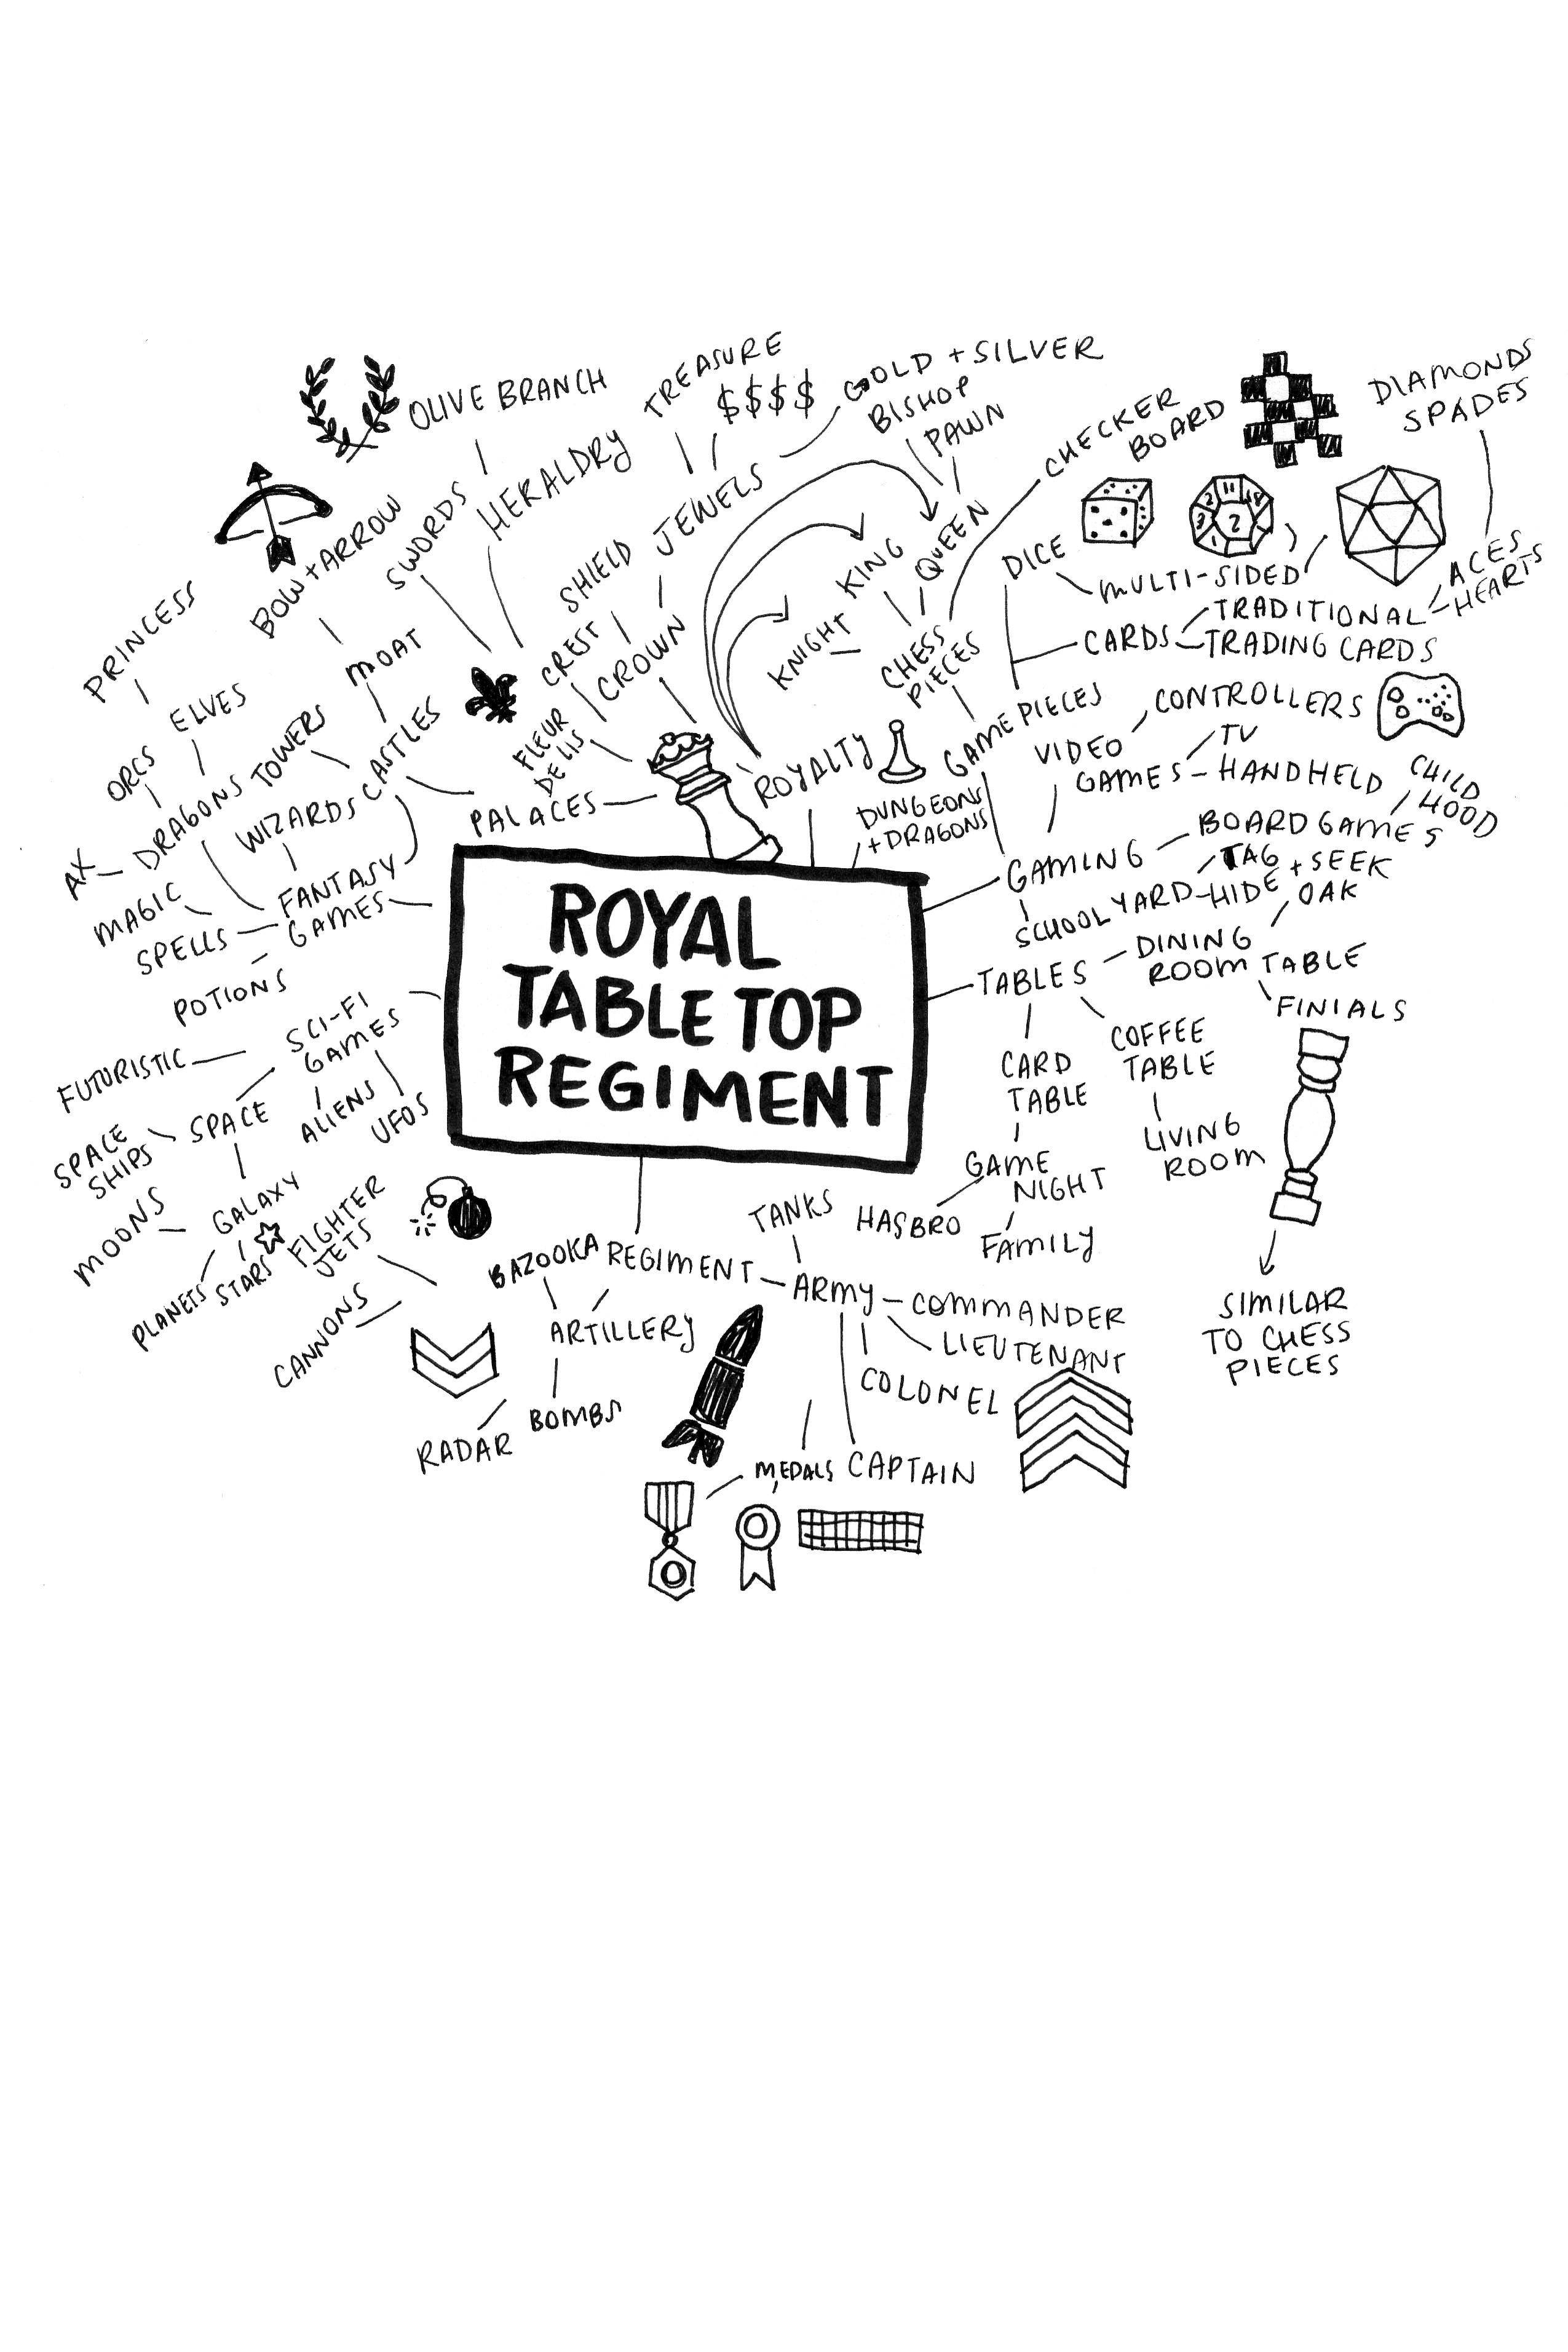 OLIVE BRANCH
TREASURE
$$$$
GOLD + SILVER
BISHOP
PAWN
CHECKER
BOARD
DIAMONDS
SPADES
PRINCESS
BOW + ARROW
SWORDS
HERALDRY
SHIELD
JEWELS
KING
QUEEN
KNIGHT
CHESS
PIECES
DICE
2
11
10
3
2
1
MULTI-SIDED
ACES
HEARTS
CARDS
TRADITIONAL
TRADING CARDS
ORCS
ELVES
MOAT
CREST
CROWN
FLEUR
DE LIS
AX
DRAGONS
TOWERS
WIZARDS
CASTLES
PALACES
ROYALTY
DUNGEONS
+ DRAGONS
GAME PIECES
VIDEO
GAMES
CONTROLLERS
TV
HANDHELD
CHILD
HOOD
GAMING
BOARD GAMES
SCHOOL YARD
TAG
HIDE + SEEK
MAGIC
SPELLS
POTIONS
FANTASY
GAMES
ROYAL
TABLE TOP
REGIMENT
TABLES
DINING
ROOM TABLE
OAK
FINIALS
CARD
TABLE
COFFEE
TABLE
LIVING
ROOM
GAME
NIGHT
HASBRO
FAMILY
SIMILAR
TO CHESS
PIECES
FUTURISTIC
SCI-FI
GAMES
SPACE
SHIPS
SPACE
ALIENS
UFOS
MOONS
GALAXY
PLANETS
STARS
FIGHTER
JETS
CANNONS
BAZOOKA
REGIMENT
ARTILLERY
RADAR
BOMBS
TANKS
ARMY
COMMANDER
LIEUTENANT
COLONEL
MEDALS
CAPTAIN